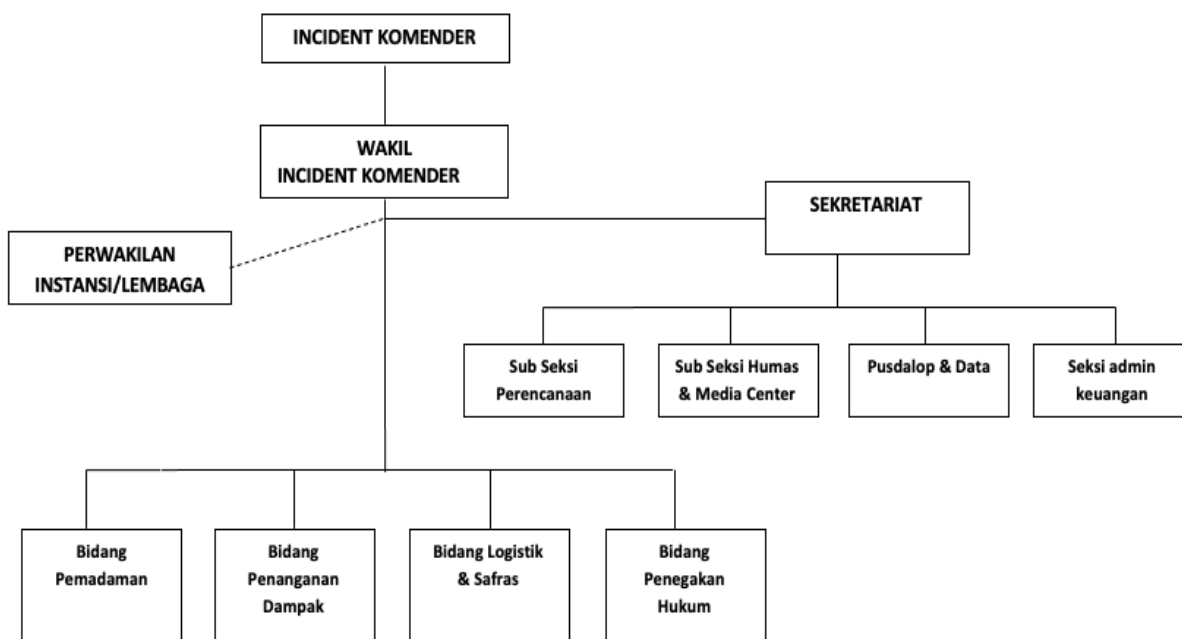 INCIDENT KOMENDER
WAKIL
INCIDENT KOMENDER
SEKRETARIAT
PERWAKILAN
INSTANSI/LEMBAGA
Sub Seksi
Perencanaan
Sub Seksi Humas
& Media Center
Pusdalop & Data
Seksi admin
keuangan
Bidang
Pemadaman
Bidang
Penanganan
Dampak
Bidang Logistik
& Safras
Bidang
Penegakan
Hukum